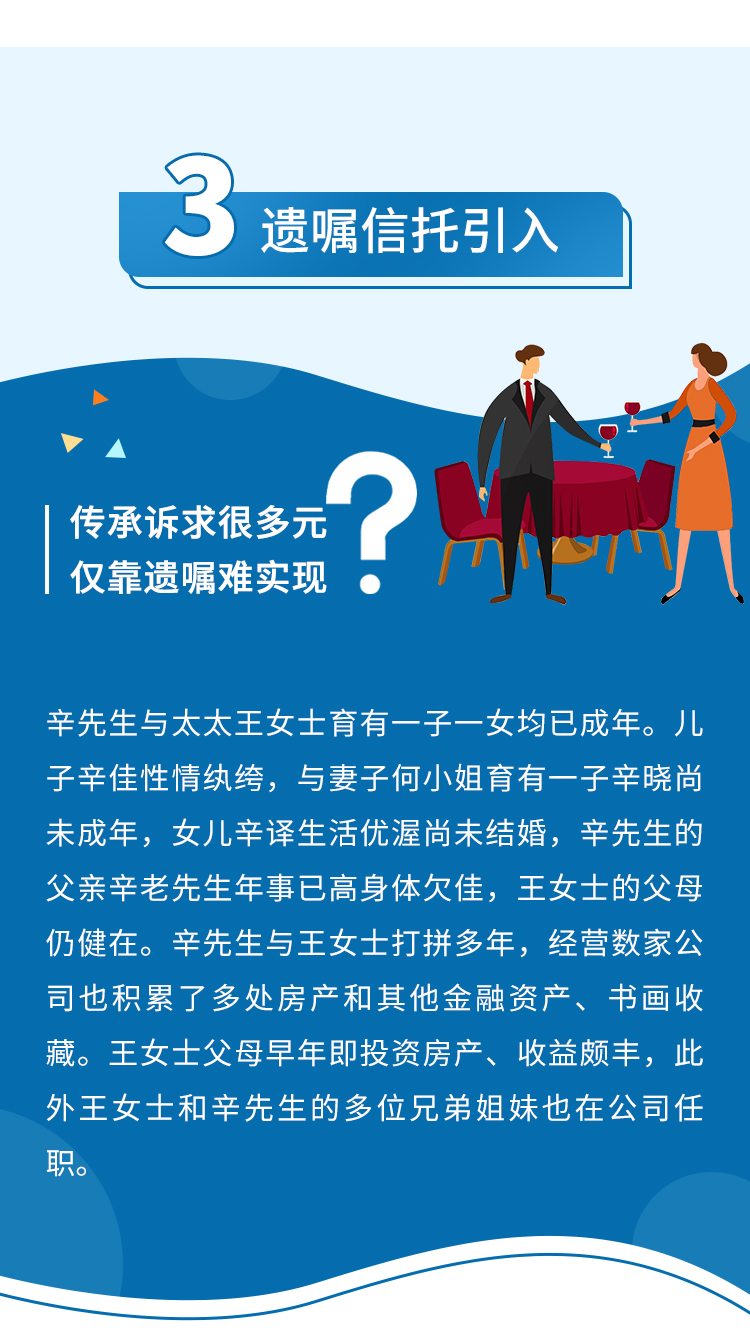 3 遗嘱信托引入
传承诉求很多元
仅靠遗嘱难实现
?
辛先生与太太王女士育有一子一女均已成年。儿
子辛佳性情纨绔，与妻子何小姐育有一子辛晓尚
未成年，女儿辛译生活优渥尚未结婚，辛先生的
父亲辛老先生年事已高身体欠佳，王女士的父母
仍健在。辛先生与王女士打拼多年，经营数家公
司也积累了多处房产和其他金融资产、书画收
藏。王女士父母早年即投资房产、收益颇丰，此
外王女士和辛先生的多位兄弟姐妹也在公司任
职。